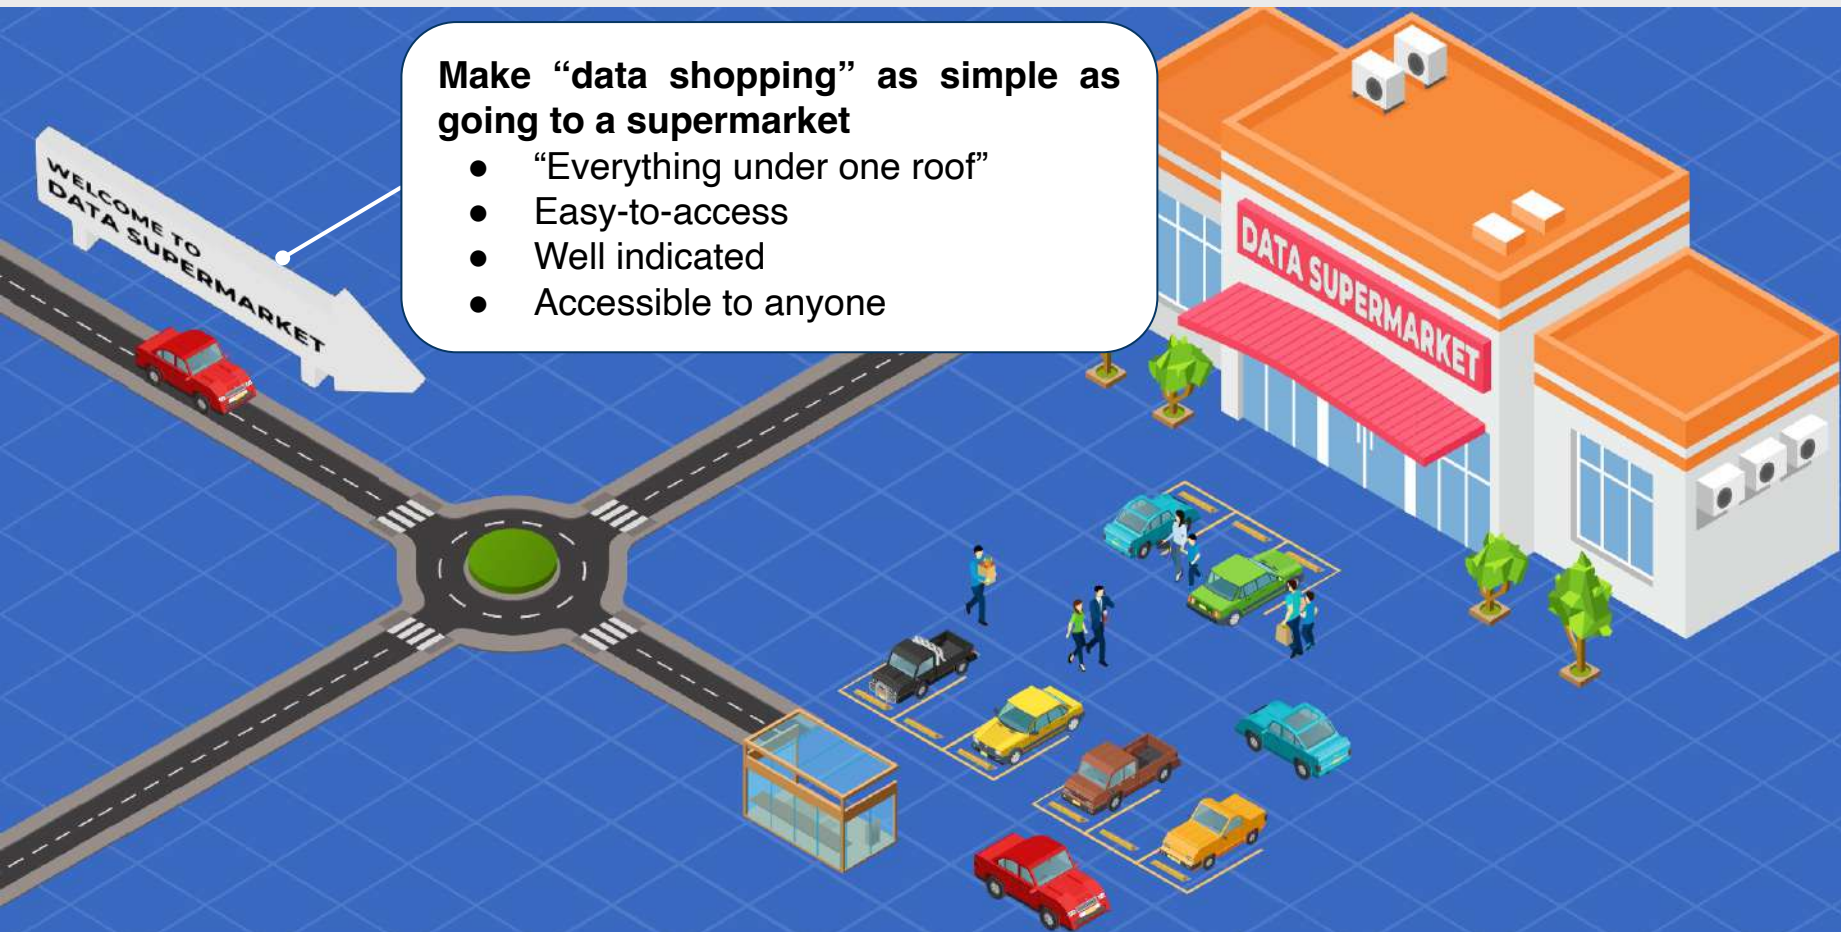 Make “data shopping” as simple as
going to a supermarket
● “Everything under one roof”
● Easy-to-access
● Well indicated
● Accessible to anyone
WELCOME TO
DATA SUPERMARKET
DATA SUPERMARKET